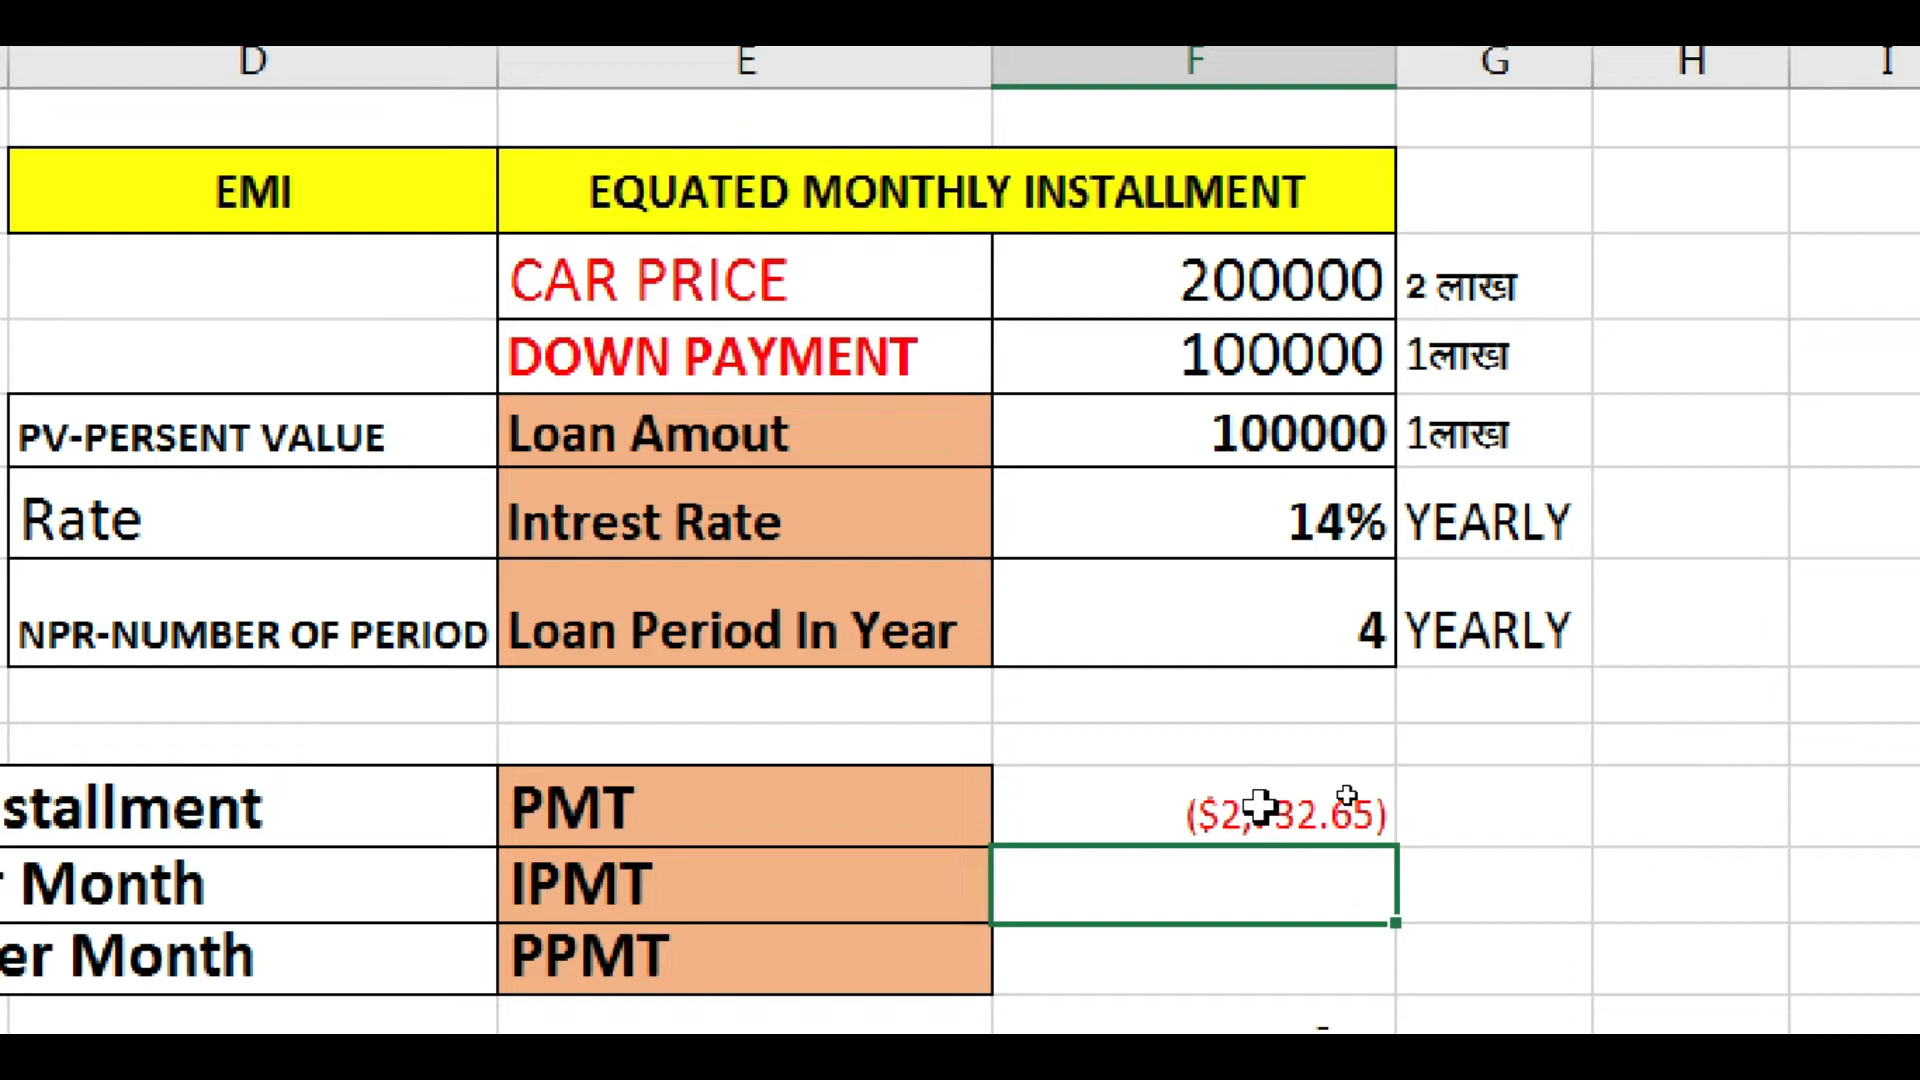 D E F G H I
EMI EQUATED MONTHLY INSTALLMENT
CAR PRICE 200000 2 लाख
DOWN PAYMENT 100000 1लाख
PV-PERSENT VALUE Loan Amout 100000 1लाख
Rate Intrest Rate 14% YEARLY
NPR-NUMBER OF PERIOD Loan Period In Year 4 YEARLY
stallment PMT
Month IPMT
er Month PPMT